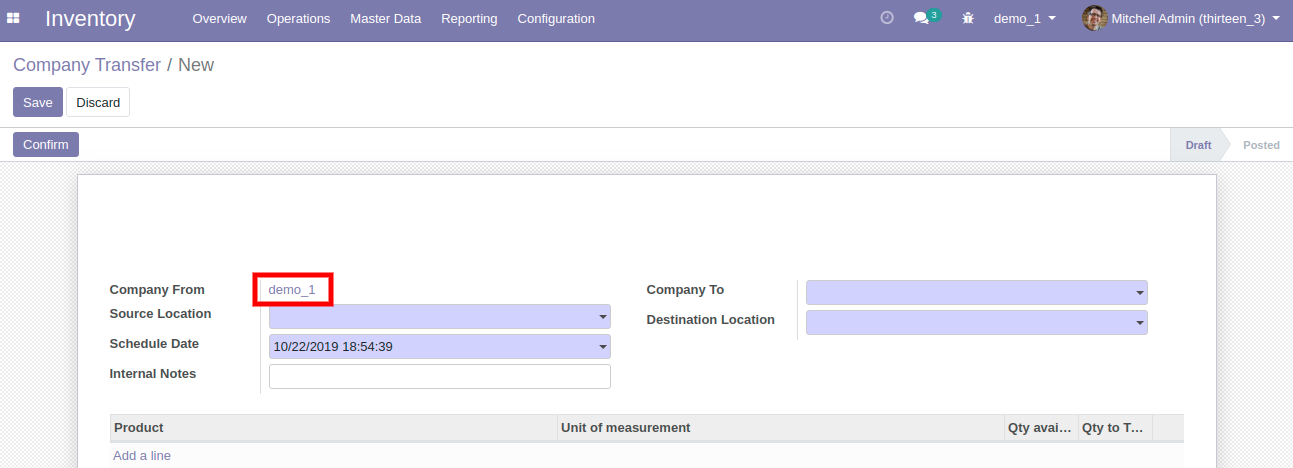 Inventory Overview Operations Master Data Reporting Configuration 3 demo_1 Mitchell Admin (thirteen_3)
Company Transfer / New
Save Discard
Confirm Draft Posted
Company From demo_1 Company To
Source Location Destination Location
Schedule Date 10/22/2019 18:54:39
Internal Notes
Product Unit of measurement Qty avai... Qty to T...
Add a line